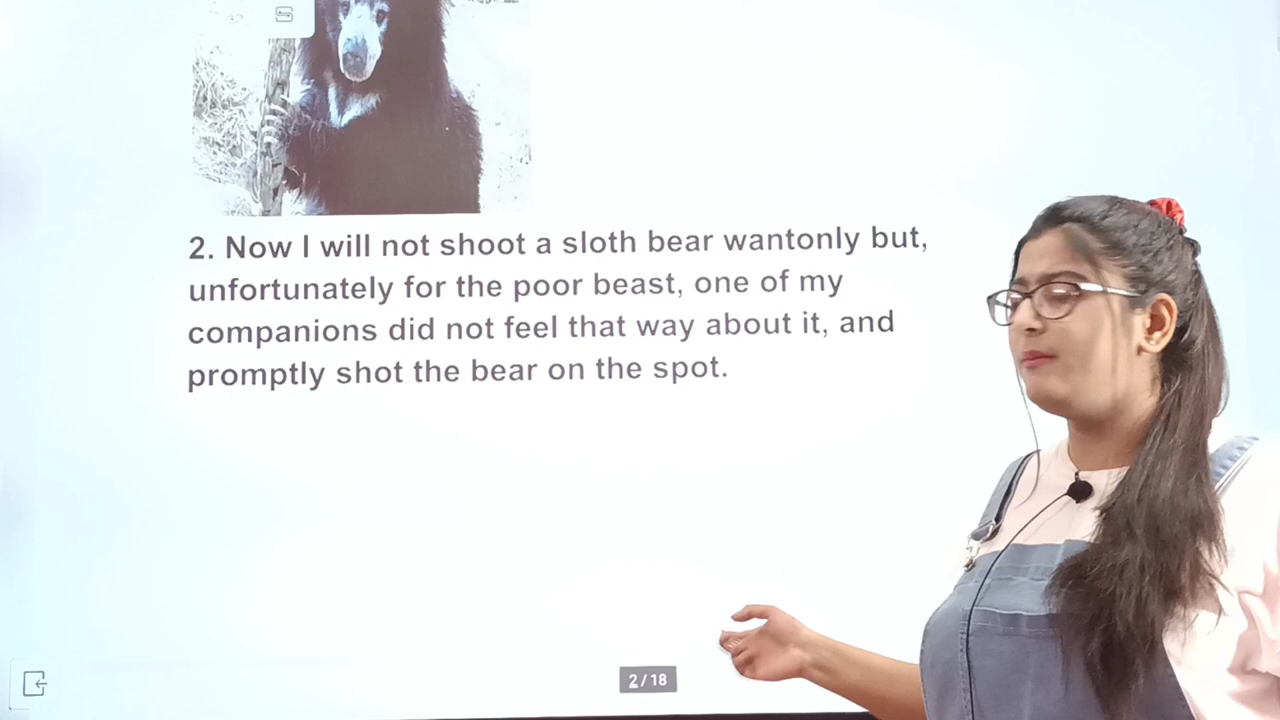 2. Now I will not shoot a sloth bear wantonly but,
unfortunately for the poor beast, one of my
companions did not feel that way about it, and
promptly shot the bear on the spot.
2/18